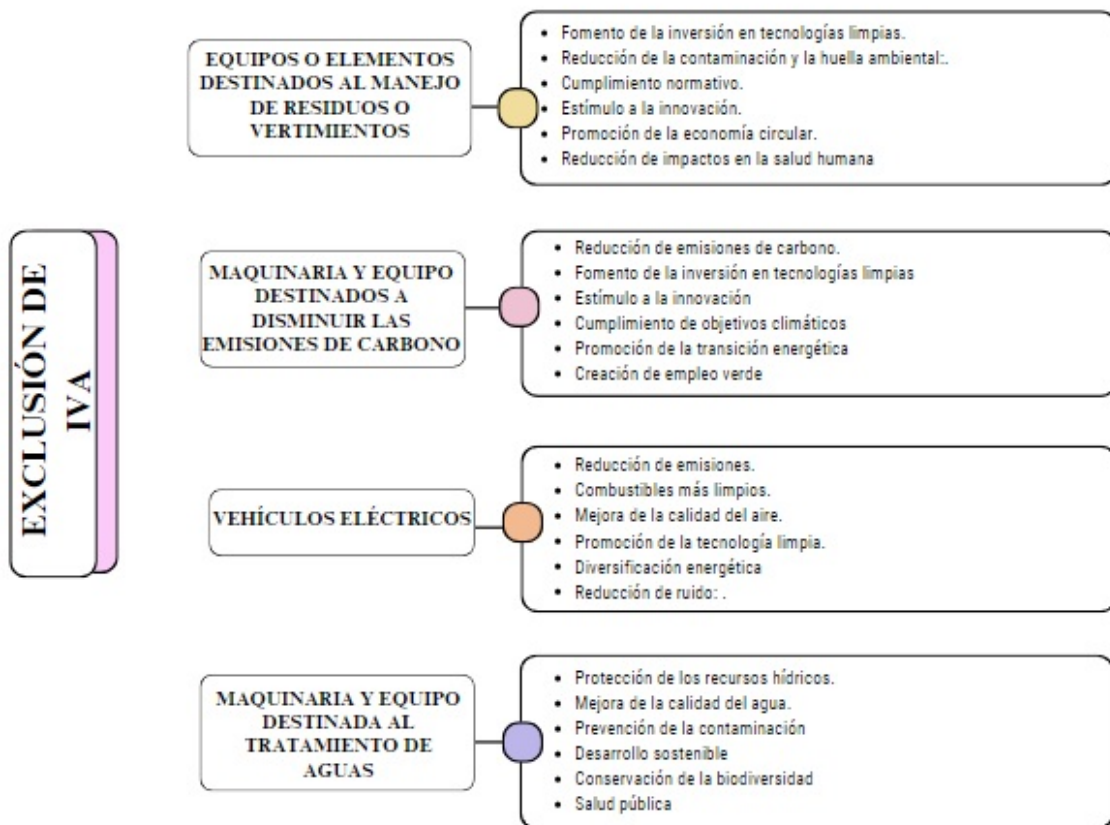 EXCLUSIÓN DE
IVA
EQUIPOS O ELEMENTOS
DESTINADOS AL MANEJO
DE RESIDUOS O
VERTIMIENTOS
Fomento de la inversión en tecnologías limpias.
Reducción de la contaminación y la huella ambiental:.
Cumplimiento normativo.
Estímulo a la innovación.
Promoción de la economía circular.
Reducción de impactos en la salud humana
MAQUINARIA Y EQUIPO
DESTINADOS A
DISMINUIR LAS
EMISIONES DE CARBONO
Reducción de emisiones de carbono.
Fomento de la inversión en tecnologías limpias
Estímulo a la innovación
Cumplimiento de objetivos climáticos
Promoción de la transición energética
Creación de empleo verde
VEHÍCULOS ELÉCTRICOS
Reducción de emisiones.
Combustibles más limpios.
Mejora de la calidad del aire.
Promoción de la tecnología limpia.
Diversificación energética
Reducción de ruido: .
MAQUINARIA Y EQUIPO
DESTINADA AL
TRATAMIENTO DE
AGUAS
Protección de los recursos hídricos.
Mejora de la calidad del agua.
Prevención de la contaminación
Desarrollo sostenible
Conservación de la biodiversidad
Salud pública